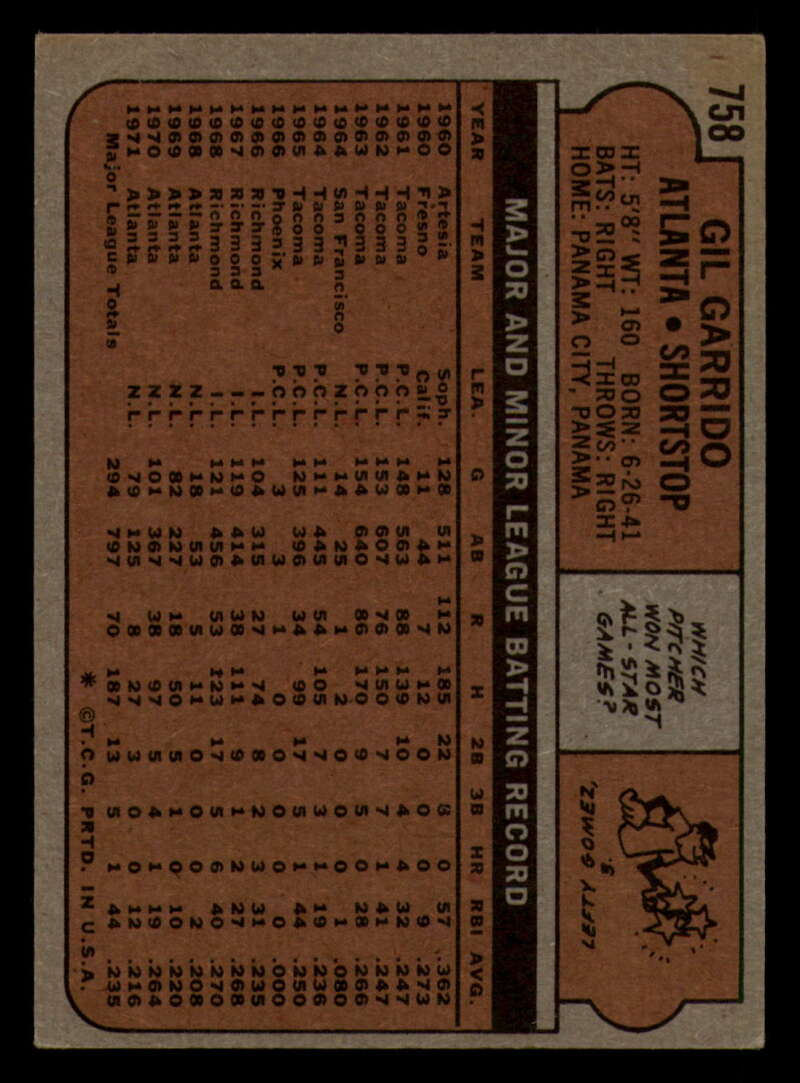 758
GIL GARRIDO
ATLANTA • SHORTSTOP
HT: 5'8" WT: 160 BORN: 6-26-41
BATS: RIGHT THROWS: RIGHT
HOME: PANAMA CITY, PANAMA
WHICH
PITCHER
WON MOST
ALL-STAR
GAMES?
LEFTY GOMEZ,
3.
MAJOR AND MINOR LEAGUE BATTING RECORD
YEAR TEAM LEA. G AB R H 2B 3B HR RBI AVG.
1960 Artesia Soph. 128 511 112 185 22 8 0 57 .362
1960 Fresno Calif. 11 44 7 12 0 0 0 9 .273
1961 Tacoma P.C.L. 148 563 88 139 10 4 4 32 .247
1962 Tacoma P.C.L. 153 607 76 150 7 7 1 41 .247
1963 Tacoma P.C.L. 154 640 86 170 9 5 0 28 .266
1964 San Francisco N.L. 14 25 1 2 0 0 0 1 .080
1964 Tacoma P.C.L. 111 445 54 105 7 3 1 19 .236
1965 Tacoma P.C.L. 125 396 34 99 17 5 1 44 .250
1966 Phoenix P.C.L. 3 3 1 0 0 0 0 0 .000
1966 Richmond I.L. 104 315 27 74 8 2 3 31 .235
1967 Richmond I.L. 119 414 38 111 9 1 2 27 .268
1968 Richmond I.L. 121 456 53 123 17 5 6 40 .270
1968 Atlanta N.L. 18 53 5 11 0 0 0 2 .208
1969 Atlanta N.L. 82 227 18 50 5 1 0 10 .220
1970 Atlanta N.L. 101 367 38 97 5 4 1 19 .264
1971 Atlanta N.L. 79 125 8 27 3 0 0 12 .216
Major League Totals 294 797 70 187 13 5 1 44 .235
* ©T.C.G. PRTD. IN U.S.A.